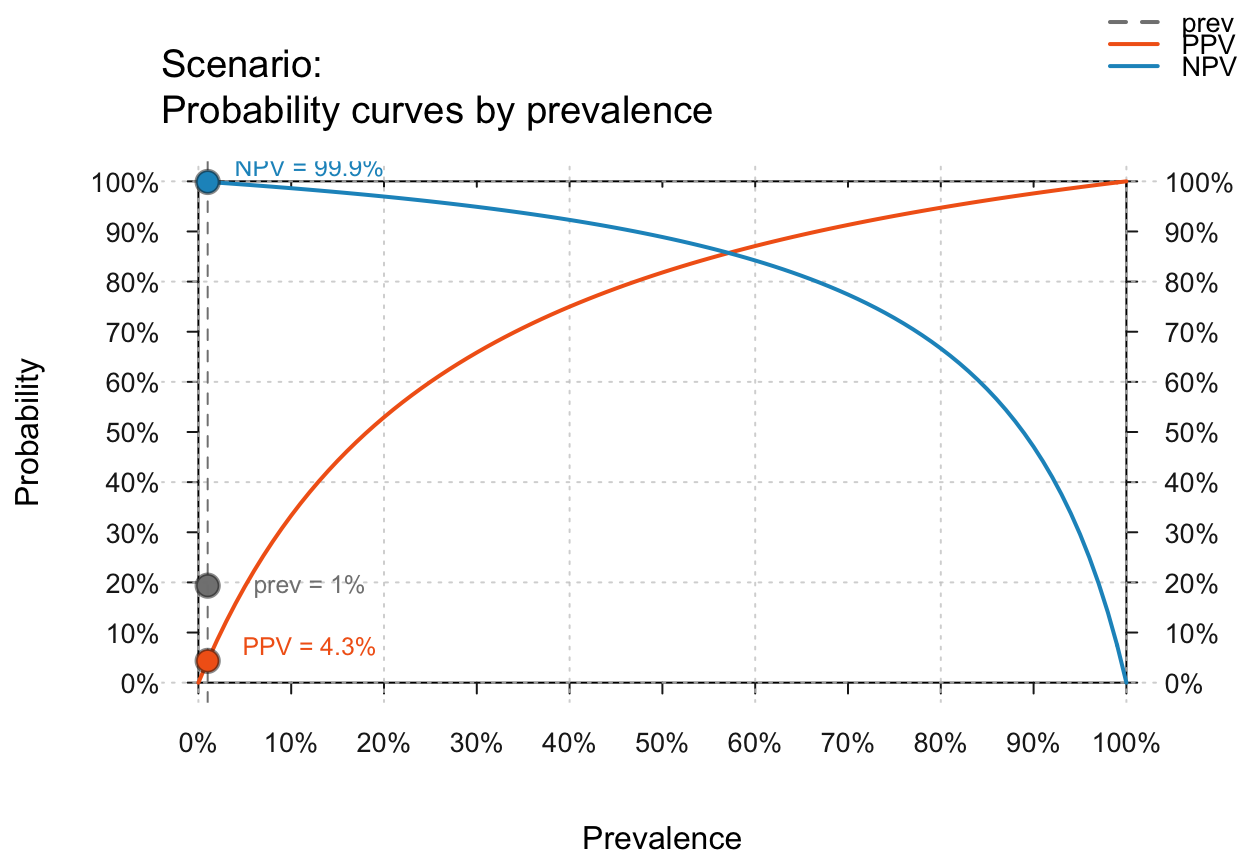 prev
PPV
NPV
Scenario:
Probability curves by prevalence
NPV = 99.9%
100%
90%
80%
70%
60%
50%
40%
30%
20%
10%
0%
100%
90%
80%
70%
60%
50%
40%
30%
20%
10%
0%
Probability
prev = 1%
PPV = 4.3%
0% 10% 20% 30% 40% 50% 60% 70% 80% 90% 100%
Prevalence